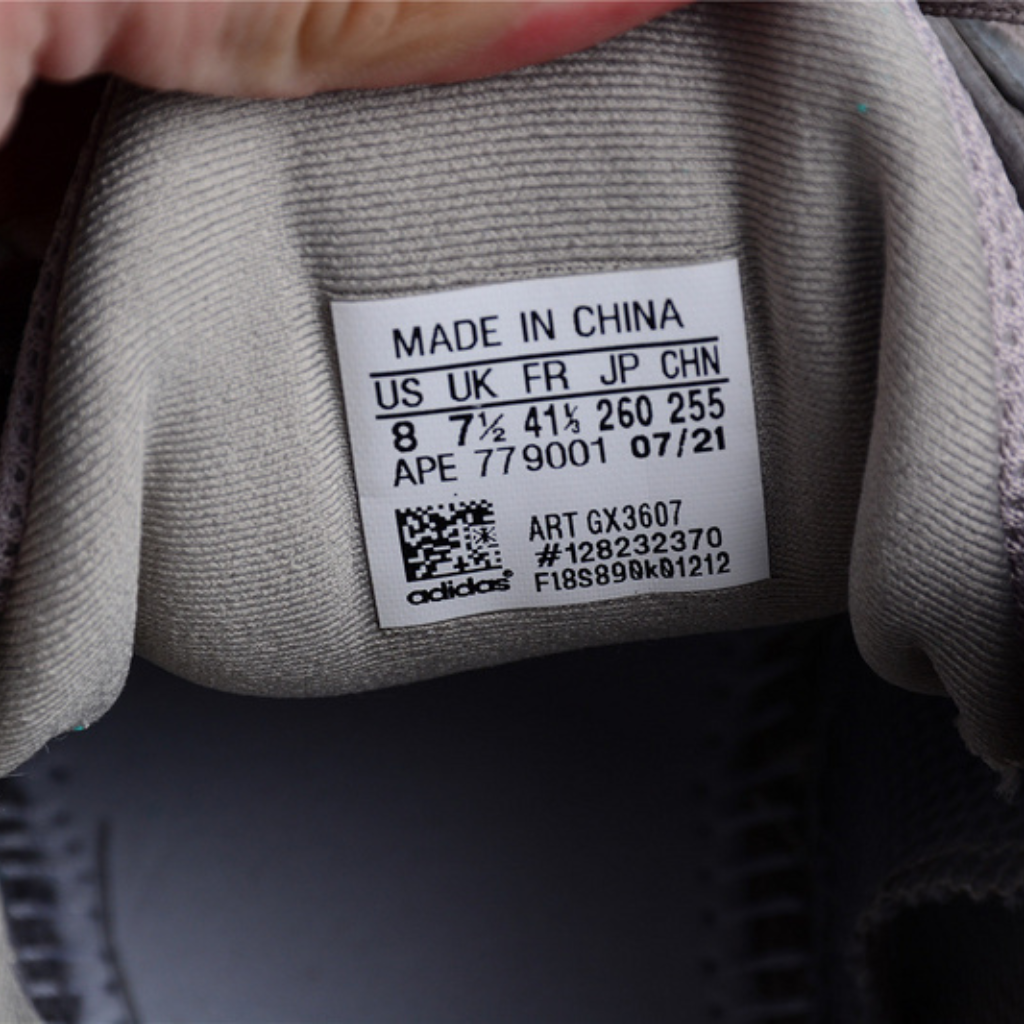 MADE IN CHINA
US UK FR JP CHN
8 7½ 41⅓ 260 255
APE 779001 07/21
ART GX3607
#128232370
adidas® F18S890k01212